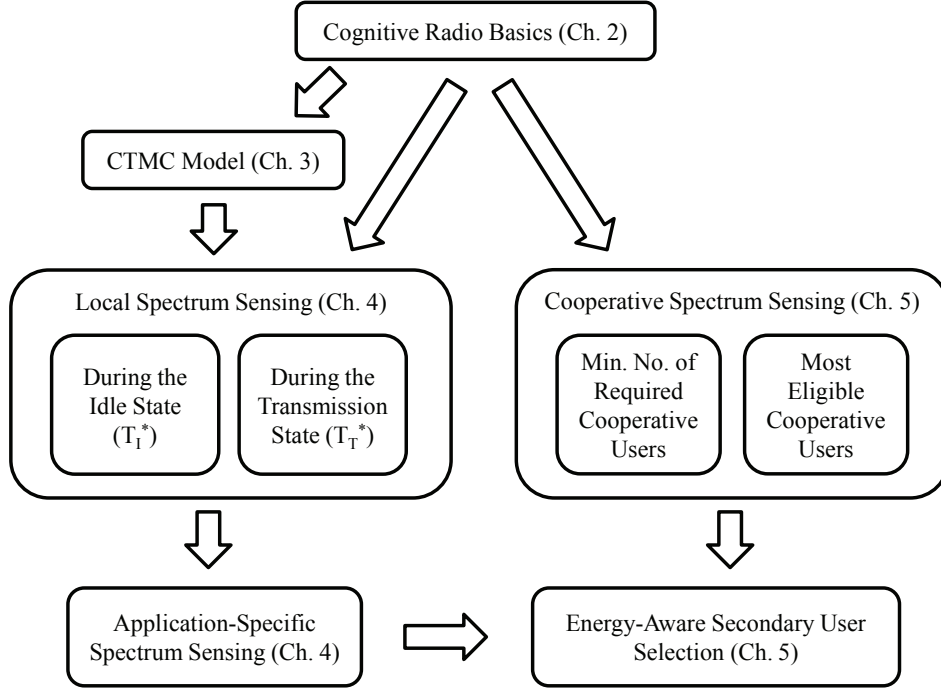 Cognitive Radio Basics (Ch. 2)
CTMC Model (Ch. 3)
Local Spectrum Sensing (Ch. 4)
During the
Idle State
(T_I^*)
During the
Transmission
State (T_T^*)
Cooperative Spectrum Sensing (Ch. 5)
Min. No. of
Required
Cooperative
Users
Most
Eligible
Cooperative
Users
Application-Specific
Spectrum Sensing (Ch. 4)
Energy-Aware Secondary User
Selection (Ch. 5)